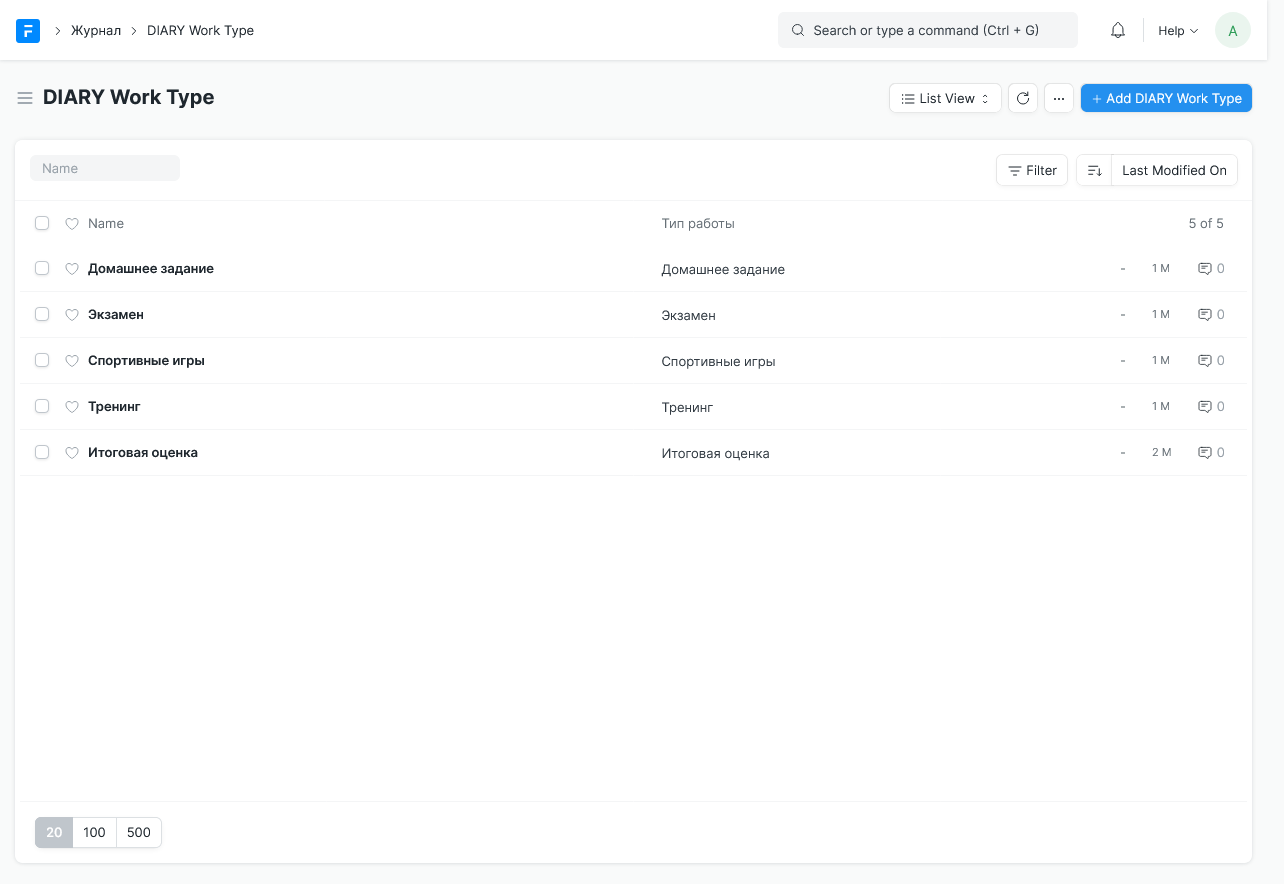 Журнал DIARY Work Type Search or type a command (Ctrl + G) Help A
DIARY Work Type List View ... + Add DIARY Work Type
Name Filter Last Modified On
Name Тип работы 5 of 5
Домашнее задание Домашнее задание - 1 M 0
Экзамен Экзамен - 1 M 0
Спортивные игры Спортивные игры - 1 M 0
Тренинг Тренинг - 1 M 0
Итоговая оценка Итоговая оценка - 2 M 0
20 100 500